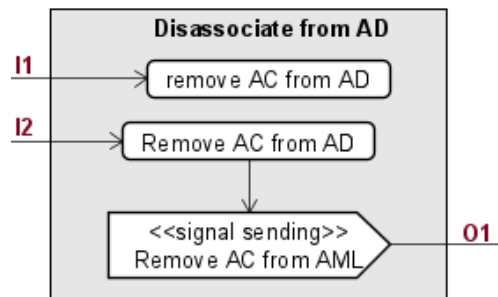 Disassociate from AD
I1
remove AC from AD
I2
Remove AC from AD
<<signal sending>>
Remove AC from AML
O1